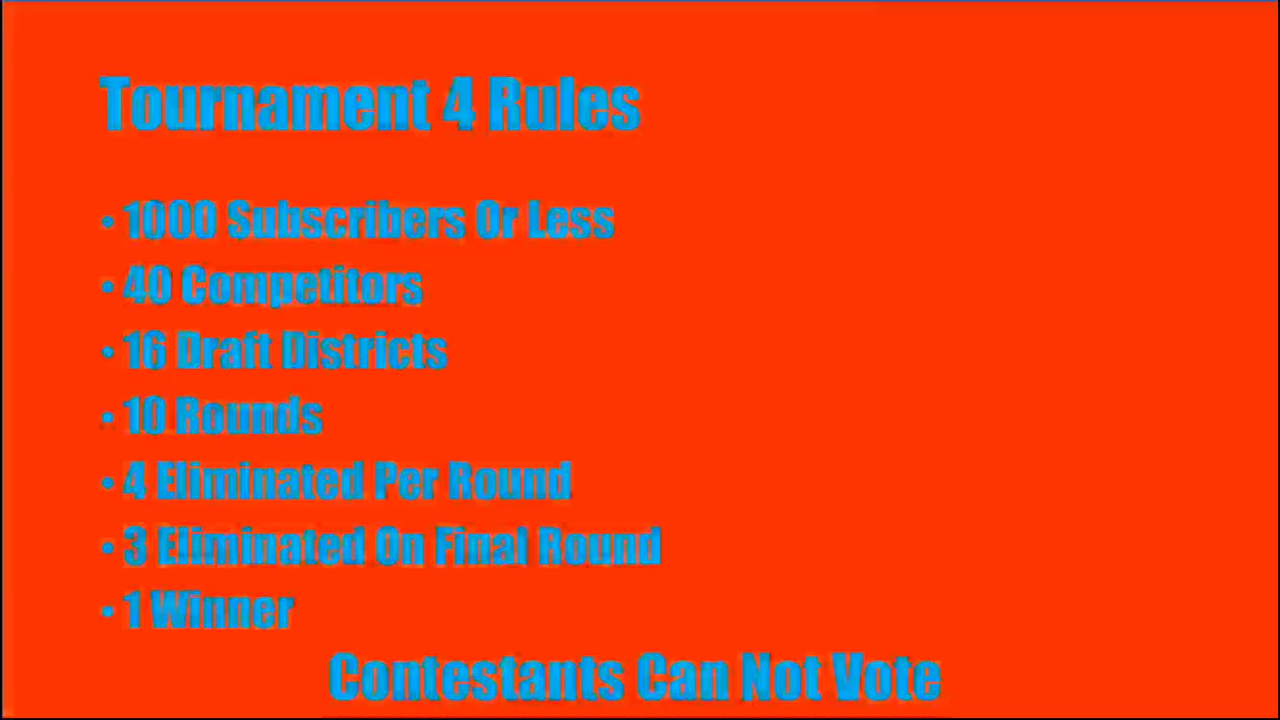 Tournament 4 Rules
• 1000 Subscribers Or Less
• 40 Competitors
• 16 Draft Districts
• 10 Rounds
• 4 Eliminated Per Round
• 3 Eliminated On Final Round
• 1 Winner
Contestants Can Not Vote